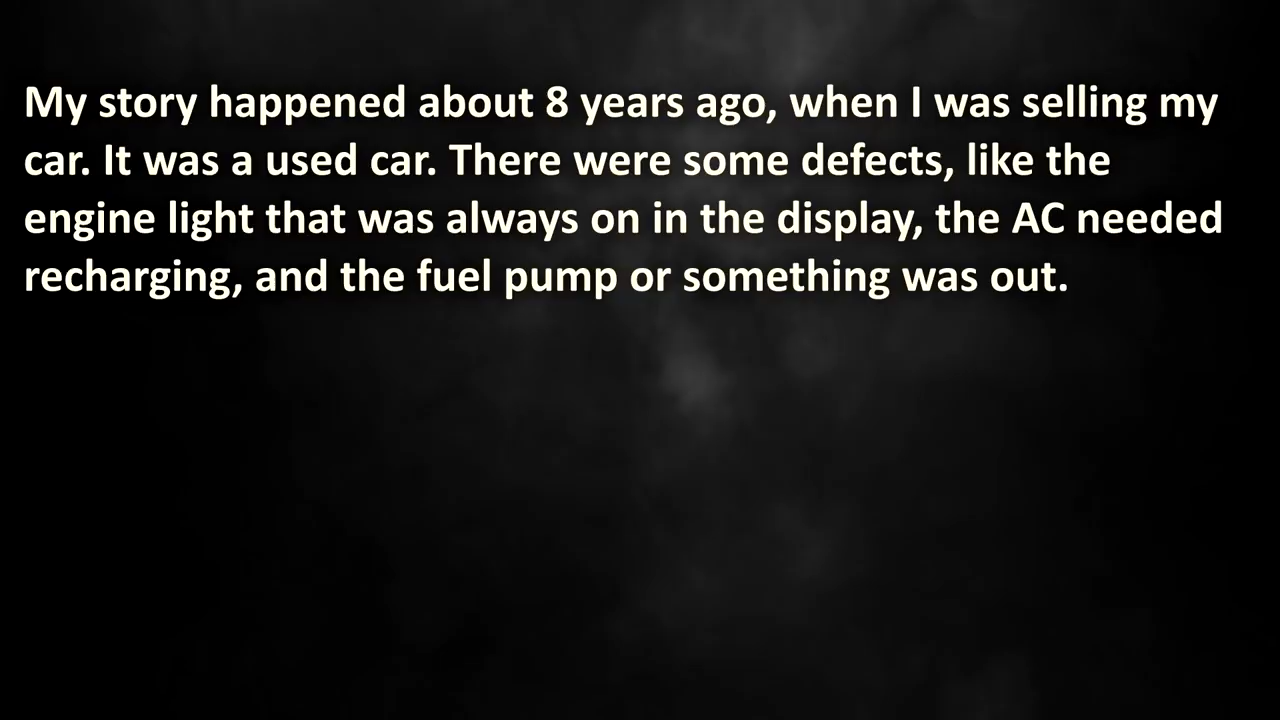 My story happened about 8 years ago, when I was selling my
car. It was a used car. There were some defects, like the
engine light that was always on in the display, the AC needed
recharging, and the fuel pump or something was out.